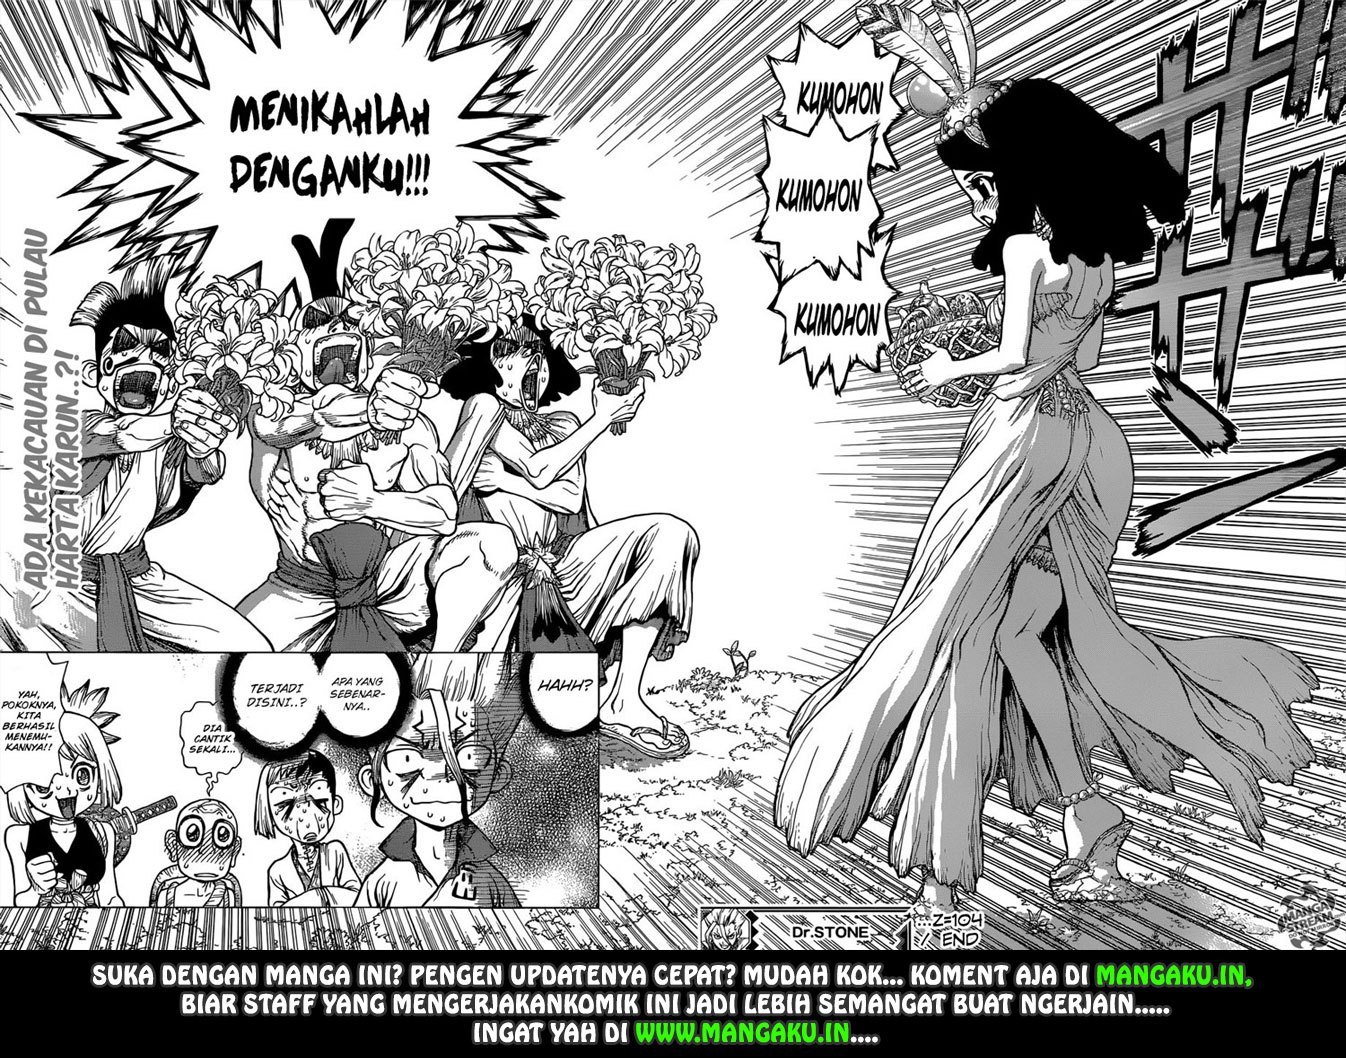 KUMOHON
KUMOHON
KUMOHON
MENIKAHLAH
DENGANKU!!!
ADA KEKACAUAN DI PULAU
HARTA KARUN..?!
HAHH?
APA YANG
SEBENAR-
NYA..
TERJADI
DISINI..?
DIA
CANTIK
SEKALI...
YAH,
POKOKNYA,
KITA
BERHASIL
MENEMU-
KANNYA!!
Dr.STONE
...Z=104
END
MANGA
STREAM
SUKA DENGAN MANGA INI? PENGEN UPDATENYA CEPAT? MUDAH KOK... KOMENT AJA DI MANGAKU.IN,
BIAR STAFF YANG MENGERJAKANKOMIK INI JADI LEBIH SEMANGAT BUAT NGERJAIN.....
INGAT YAH DI WWW.MANGAKU.IN....